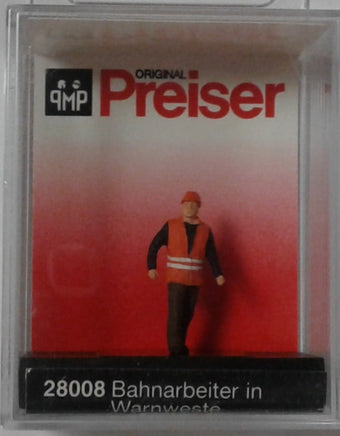 PMP
ORIGINAL
Preiser
28008 Bahnarbeiter in
Warnweste